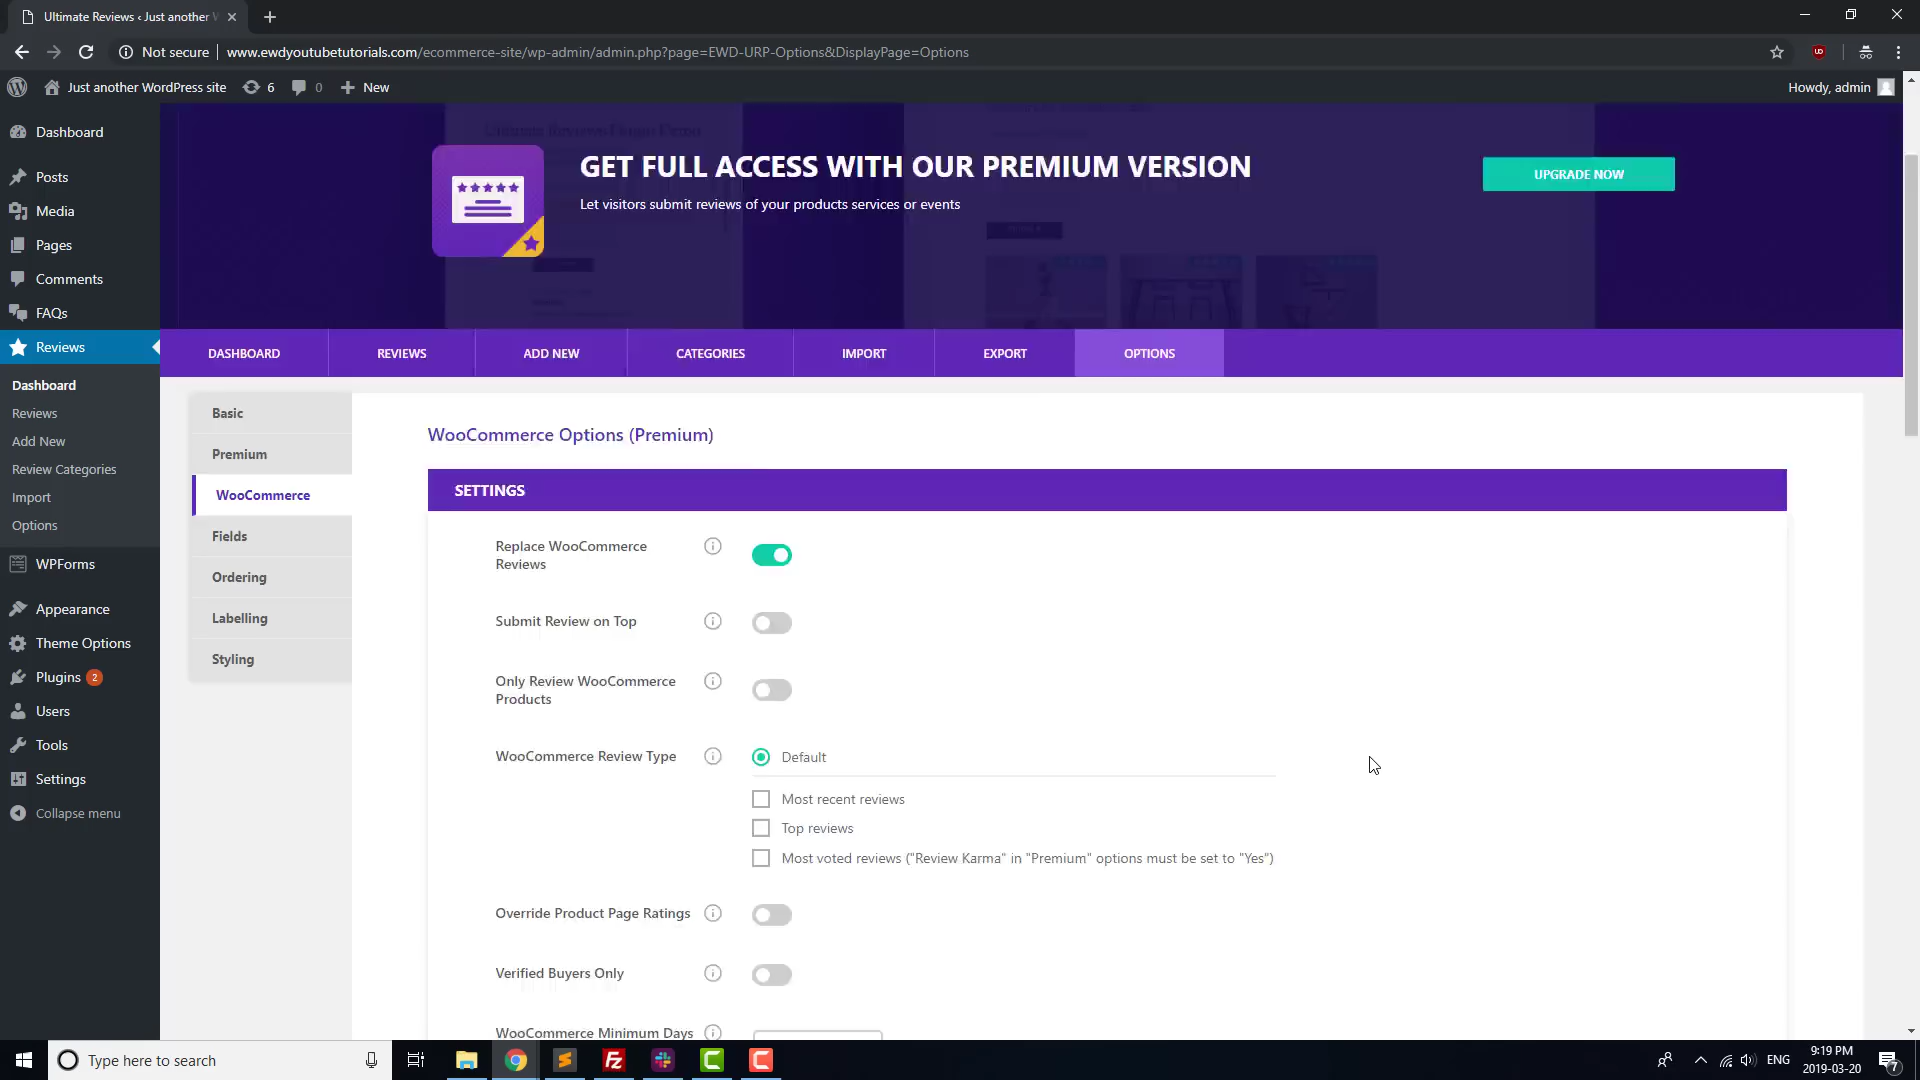 Ultimate Reviews ‹ Just another W
Not secure
www.ewdyoutubetutorials.com/ecommerce-site/wp-admin/admin.php?page=EWD-URP-Options&DisplayPage=Options
Just another WordPress site
6
0
New
Howdy, admin
Dashboard
Posts
Media
Pages
Comments
FAQs
Reviews
Dashboard
Reviews
Add New
Review Categories
Import
Options
WPForms
Appearance
Theme Options
Plugins 2
Users
Tools
Settings
Collapse menu
Ultimate Reviews Plugin Demo
GET FULL ACCESS WITH OUR PREMIUM VERSION
Let visitors submit reviews of your products services or events
UPGRADE NOW
DASHBOARD
REVIEWS
ADD NEW
CATEGORIES
IMPORT
EXPORT
OPTIONS
Basic
Premium
WooCommerce
Fields
Ordering
Labelling
Styling
WooCommerce Options (Premium)
SETTINGS
Replace WooCommerce
Reviews
Submit Review on Top
Only Review WooCommerce
Products
WooCommerce Review Type
Default
Most recent reviews
Top reviews
Most voted reviews ("Review Karma" in "Premium" options must be set to "Yes")
Override Product Page Ratings
Verified Buyers Only
WooCommerce Minimum Days
Type here to search
ENG
9:19 PM
2019-03-20
7